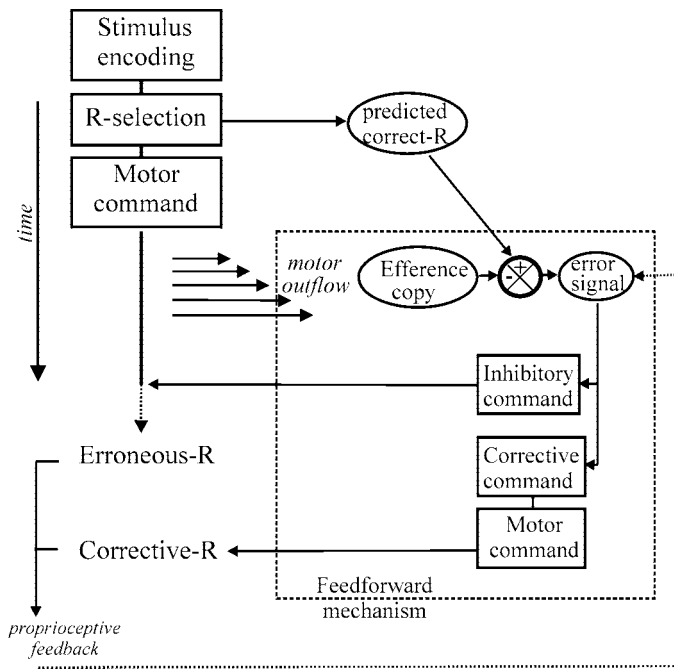 Stimulus
encoding
R-selection
predicted
correct-R
Motor
command
time
motor
outflow
Efference
copy
+
-
error
signal
Inhibitory
command
Erroneous-R
Corrective
command
Corrective-R
Motor
command
Feedforward
mechanism
proprioceptive
feedback